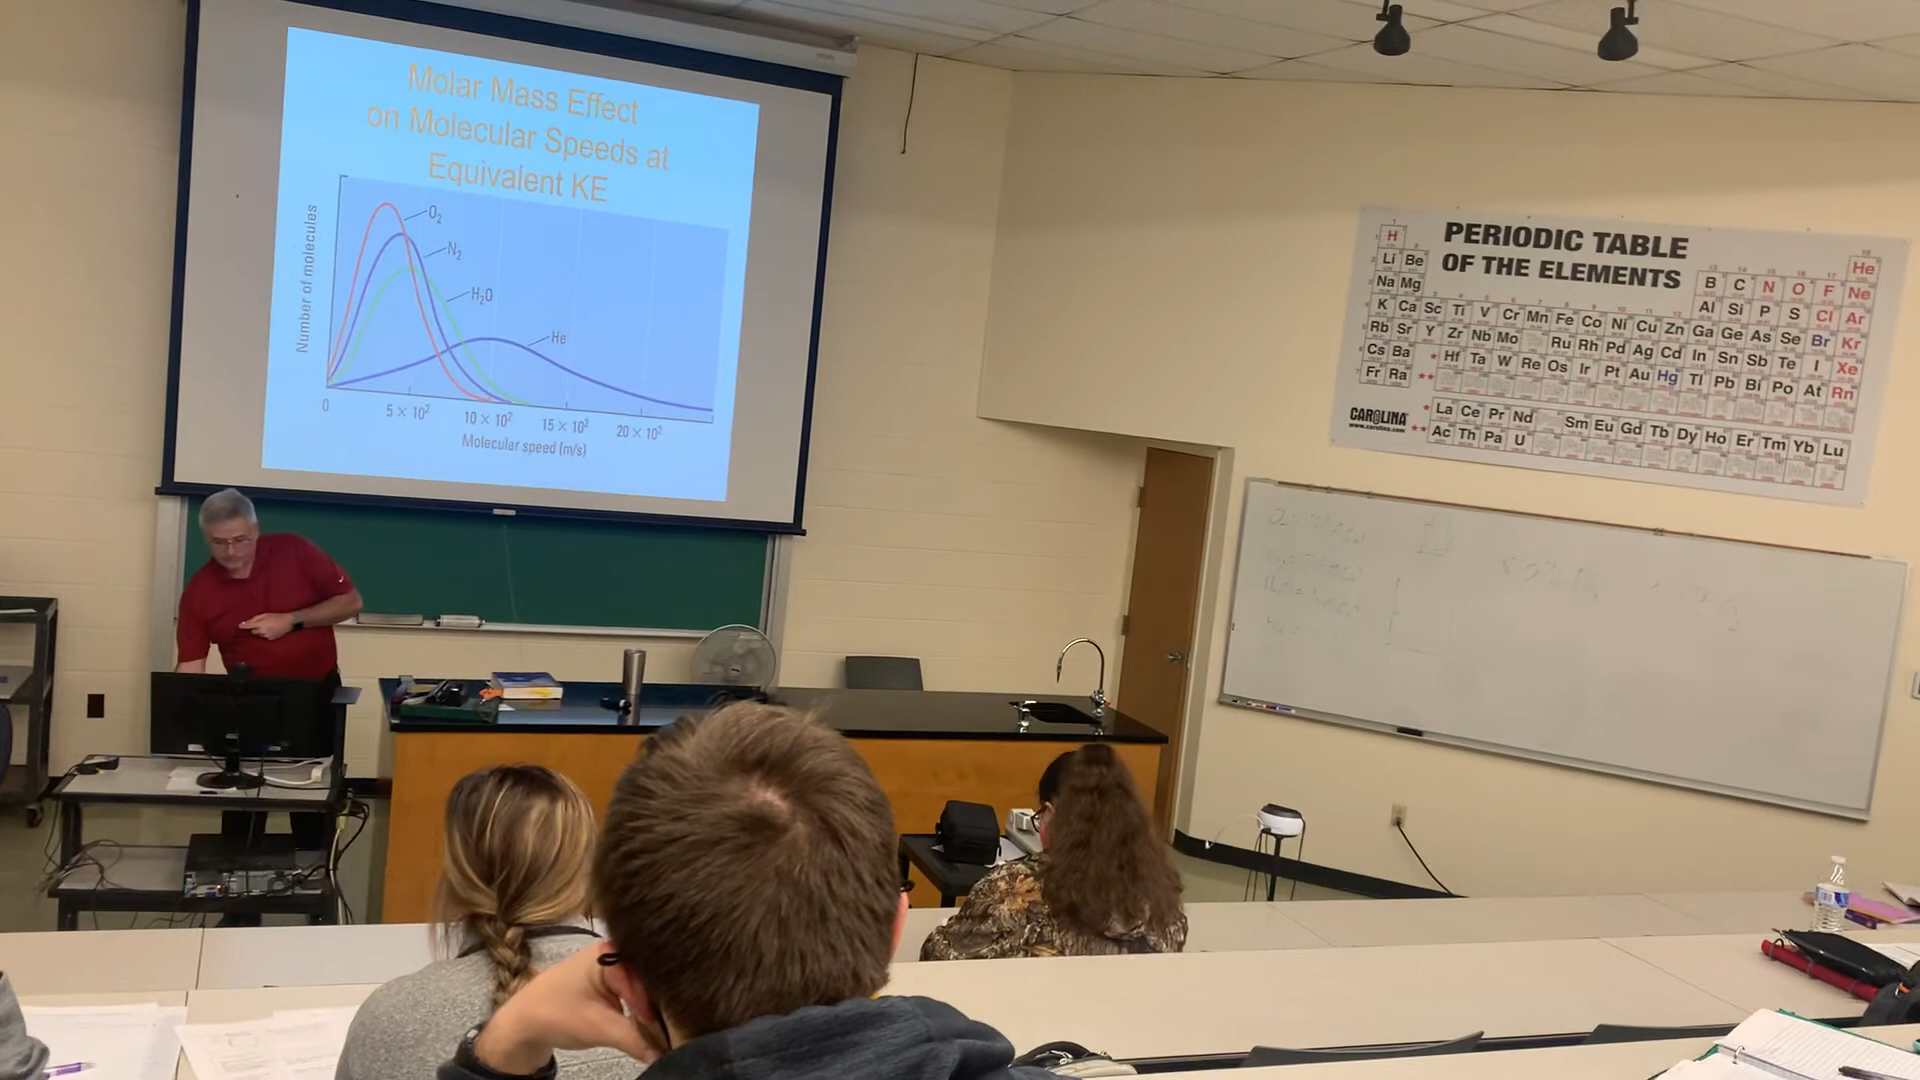 Molar Mass Effect
on Molecular Speeds at
Equivalent KE
Number of molecules
O₂
N₂
H₂O
He
0
5 × 10²
10 × 10²
15 × 10²
20 × 10²
Molecular speed (m/s)
PERIODIC TABLE
OF THE ELEMENTS
H He
Li Be B C N O F Ne
Na Mg Al Si P S Cl Ar
K Ca Sc Ti V Cr Mn Fe Co Ni Cu Zn Ga Ge As Se Br Kr
Rb Sr Y Zr Nb Mo Ru Rh Pd Ag Cd In Sn Sb Te I Xe
Cs Ba Hf Ta W Re Os Ir Pt Au Hg Tl Pb Bi Po At Rn
Fr Ra
La Ce Pr Nd Sm Eu Gd Tb Dy Ho Er Tm Yb Lu
Ac Th Pa U
CAROLINA
www.carolina.com